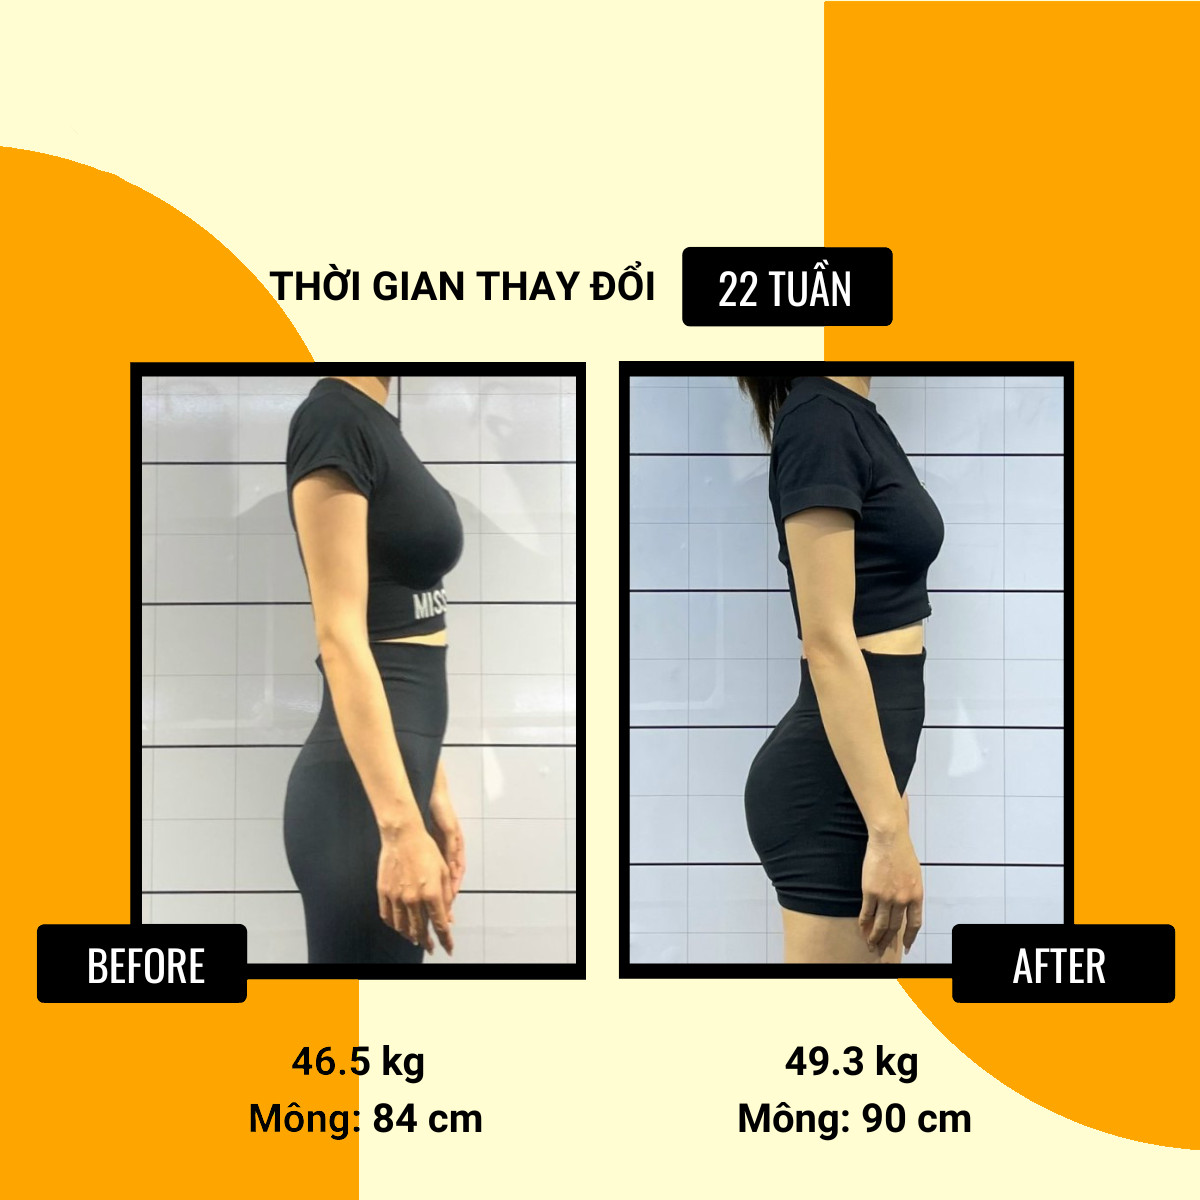 THỜI GIAN THAY ĐỔI 22 TUẦN
MISS
BEFORE
AFTER
46.5 kg
Mông: 84 cm
49.3 kg
Mông: 90 cm